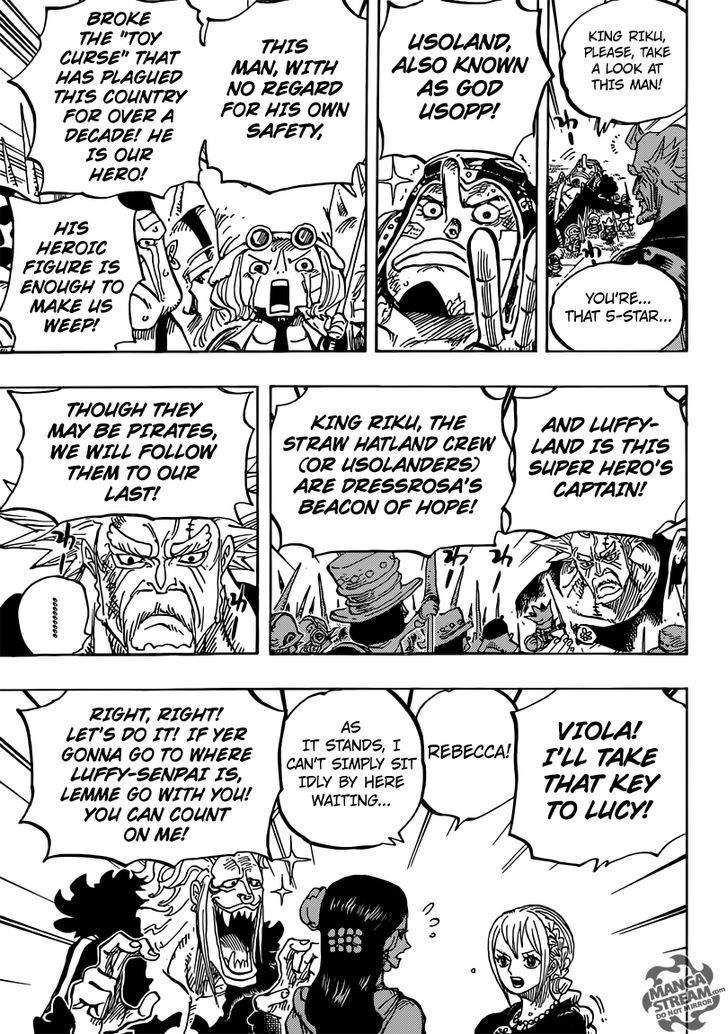 KING RIKU,
PLEASE, TAKE
A LOOK AT
THIS MAN!
YOU'RE...
THAT 5-STAR...
USOLAND,
ALSO KNOWN
AS GOD
USOPP!
THIS
MAN, WITH
NO REGARD
FOR HIS OWN
SAFETY,
BROKE
THE "TOY
CURSE" THAT
HAS PLAGUED
THIS COUNTRY
FOR OVER A
DECADE! HE
IS OUR
HERO!
HIS
HEROIC
FIGURE IS
ENOUGH TO
MAKE US
WEEP!
AND LUFFY-
LAND IS THIS
SUPER HERO'S
CAPTAIN!
KING RIKU, THE
STRAW HATLAND CREW
(OR USOLANDERS)
ARE DRESSROSA'S
BEACON OF HOPE!
THOUGH THEY
MAY BE PIRATES,
WE WILL FOLLOW
THEM TO OUR
LAST!
VIOLA!
I'LL TAKE
THAT KEY
TO LUCY!
REBECCA!
AS
IT STANDS, I
CAN'T SIMPLY SIT
IDLY BY HERE
WAITING...
RIGHT, RIGHT!
LET'S DO IT! IF YER
GONNA GO TO WHERE
LUFFY-SENPAI IS,
LEMME GO WITH YOU!
YOU CAN COUNT
ON ME!
MANGA
STREAM.com
DO NOT MIRROR